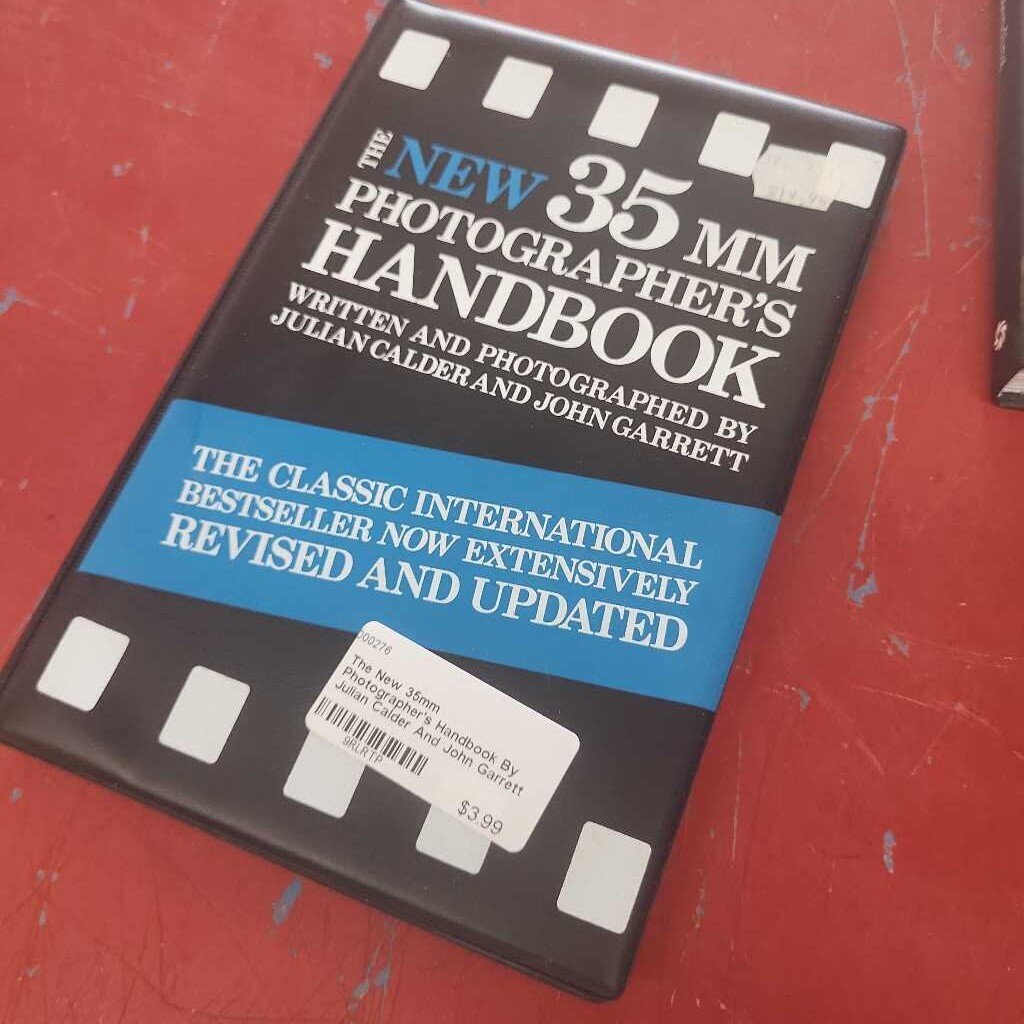 THE NEW 35 MM
PHOTOGRAPHER'S
HANDBOOK
WRITTEN AND PHOTOGRAPHED BY
JULIAN CALDER AND JOHN GARRETT
THE CLASSIC INTERNATIONAL
BESTSELLER NOW EXTENSIVELY
REVISED AND UPDATED
The New 35mm
Photographer's Handbook By
Julian Calder And John Garrett
9RLRTP
$3.99